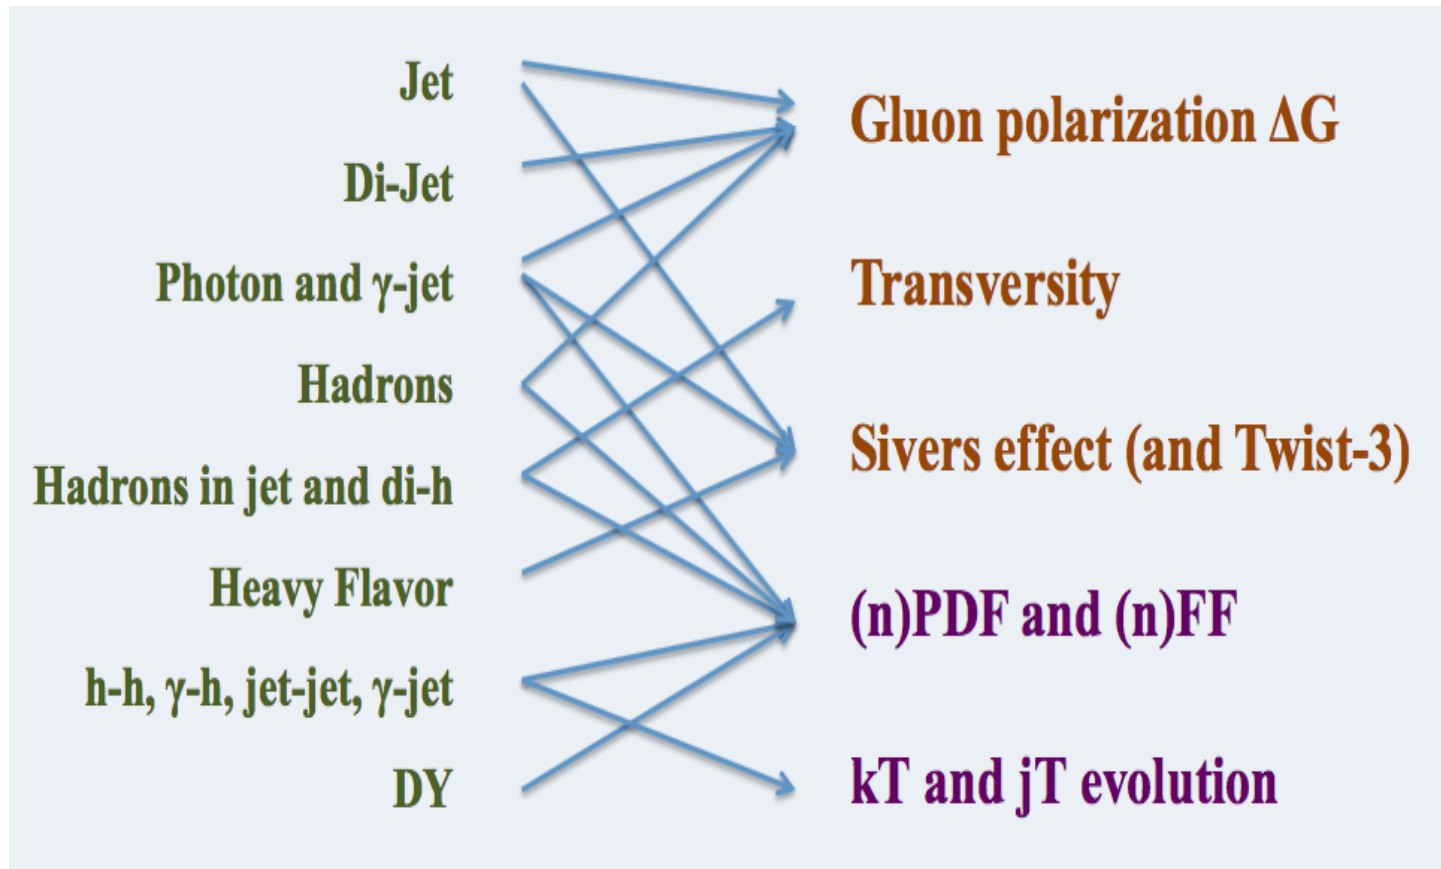 Jet
Di-Jet
Photon and γ-jet
Hadrons
Hadrons in jet and di-h
Heavy Flavor
h-h, γ-h, jet-jet, γ-jet
DY
Gluon polarization ΔG
Transversity
Sivers effect (and Twist-3)
(n)PDF and (n)FF
kT and jT evolution